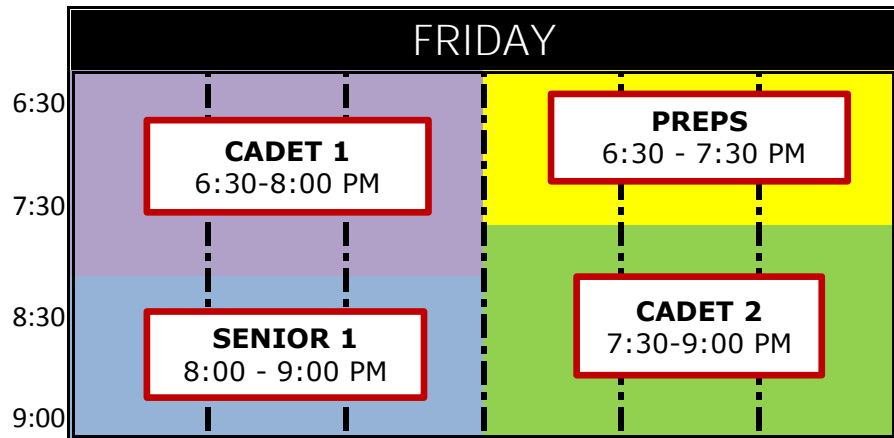 FRIDAY
6:30
7:30
8:30
9:00
CADET 1
6:30-8:00 PM
PREPS
6:30 - 7:30 PM
SENIOR 1
8:00 - 9:00 PM
CADET 2
7:30-9:00 PM